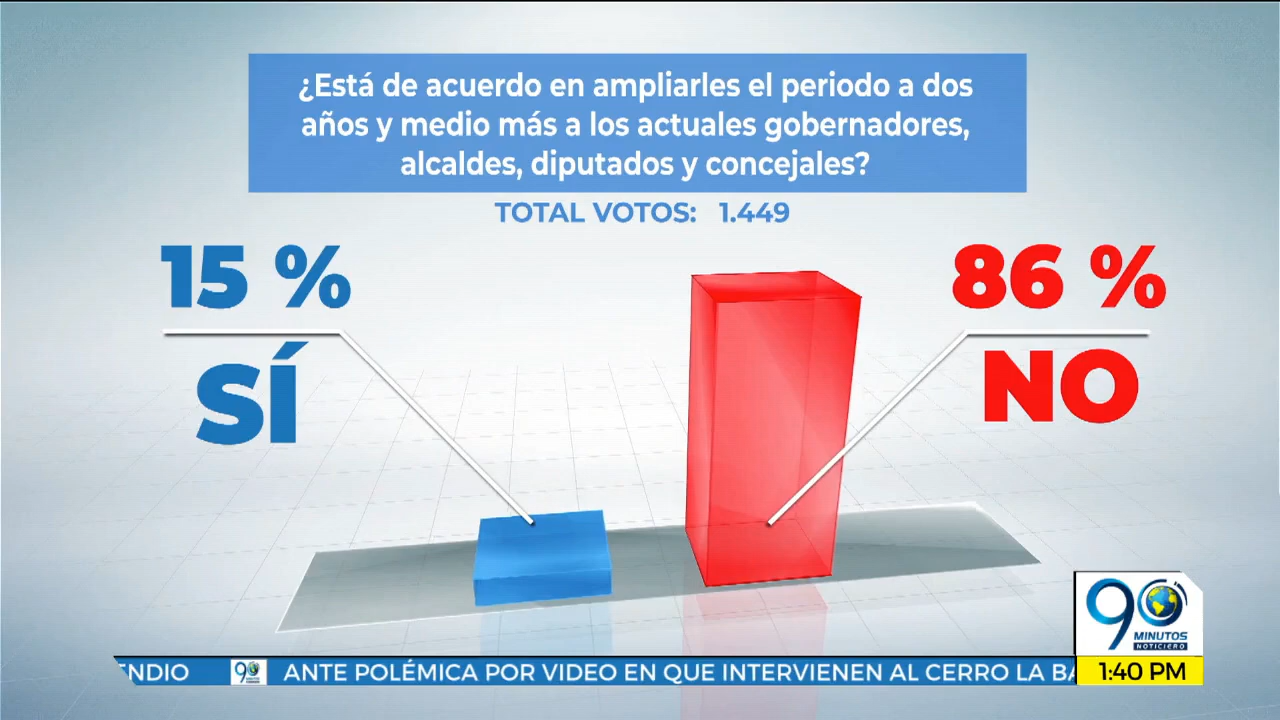 ¿Está de acuerdo en ampliarles el periodo a dos
años y medio más a los actuales gobernadores,
alcaldes, diputados y concejales?
TOTAL VOTOS: 1.449
15 %
SÍ
86 %
NO
90
MINUTOS
NOTICIERO
NDIO
ANTE POLÉMICA POR VIDEO EN QUE INTERVIENEN AL CERRO LA BA
1:40 PM